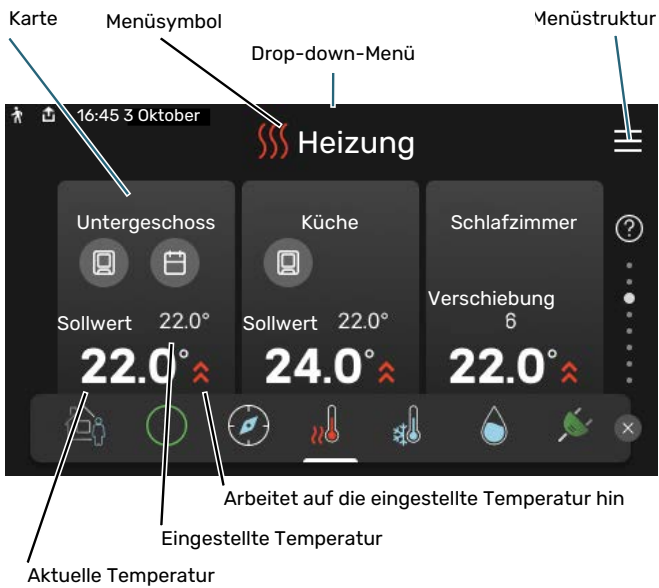 Karte
Menüsymbol
Menüstruktur
Drop-down-Menü
16:45 3 Oktober
Heizung
?
Untergeschoss
Küche
Schlafzimmer
Verschiebung
Sollwert 22.0°
Sollwert 22.0°
6
22.0°
24.0°
22.0°
Arbeitet auf die eingestellte Temperatur hin
Eingestellte Temperatur
Aktuelle Temperatur